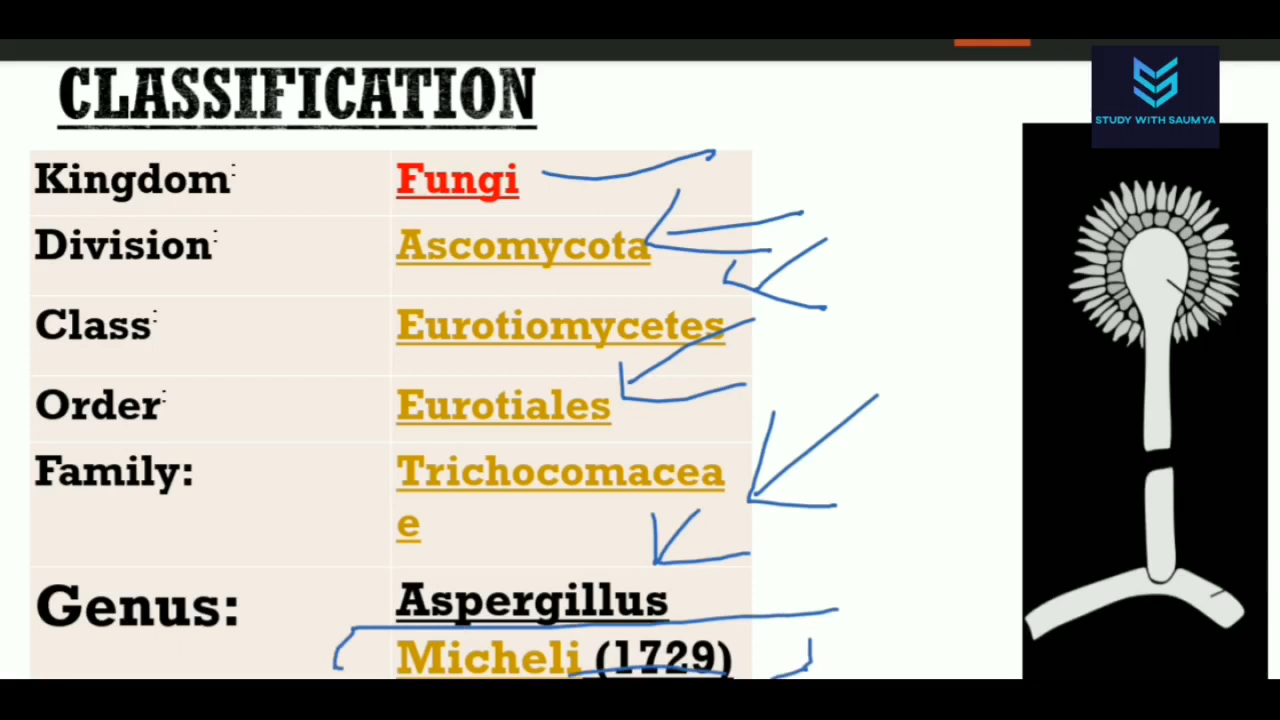 CLASSIFICATION
STUDY WITH SAUMYA
Kingdom: Fungi
Division: Ascomycota
Class: Eurotiomycetes
Order: Eurotiales
Family: Trichocomacea
e
Genus: Aspergillus
Micheli (1729)